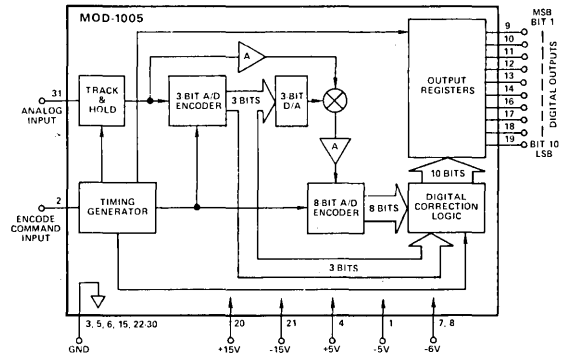 MOD-1005
MSB
BIT 1
9
10
11
12
13
14
16
17
18
19
BIT 10
LSB
DIGITAL OUTPUTS
A
31
ANALOG
INPUT
TRACK
&
HOLD
3-BIT A/D
ENCODER
3 BITS
3-BIT
D/A
OUTPUT
REGISTERS
A
10 BITS
2
ENCODE
COMMAND
INPUT
TIMING
GENERATOR
8-BIT A/D
ENCODER
8 BITS
DIGITAL
CORRECTION
LOGIC
3 BITS
3, 5, 6, 15, 22-30
20
21
4
1
7, 8
GND
+15V
-15V
+5V
-5V
-6V